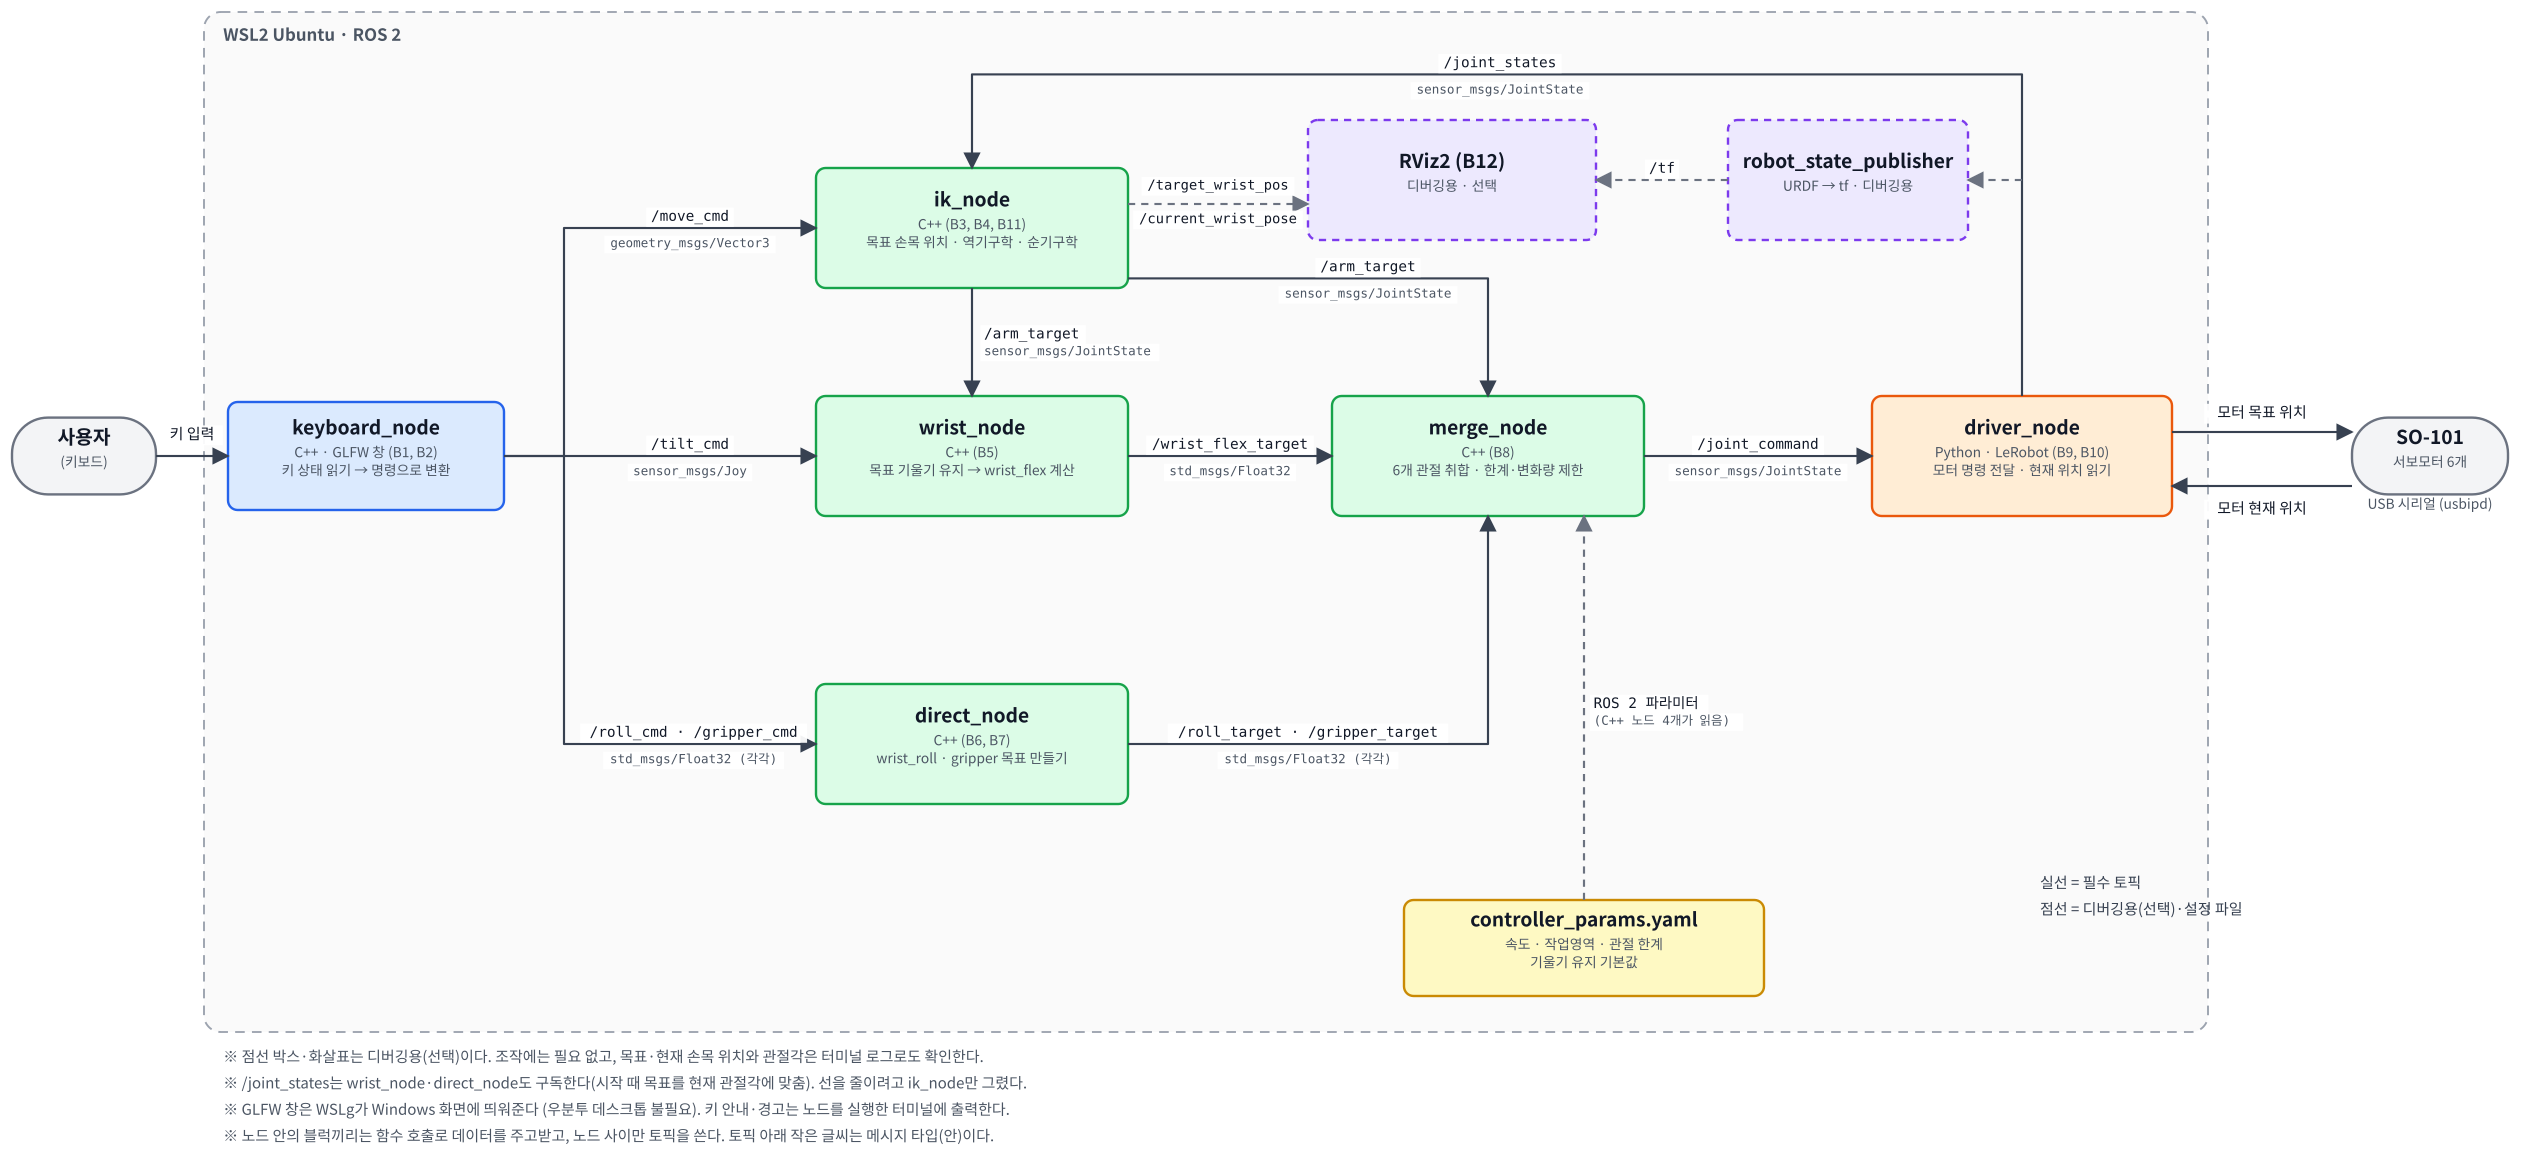 WSL2 Ubuntu · ROS 2
/joint_states
sensor_msgs/JointState
RViz2 (B12)
디버깅용 · 선택
/tf
robot_state_publisher
URDF → tf · 디버깅용
ik_node
C++ (B3, B4, B11)
목표 손목 위치 · 역기구학 · 순기구학
/target_wrist_pos
/current_wrist_pose
/move_cmd
geometry_msgs/Vector3
/arm_target
sensor_msgs/JointState
/arm_target
sensor_msgs/JointState
사용자
(키보드)
키 입력
keyboard_node
C++ · GLFW 창 (B1, B2)
키 상태 읽기 → 명령으로 변환
/tilt_cmd
sensor_msgs/Joy
wrist_node
C++ (B5)
목표 기울기 유지 → wrist_flex 계산
/wrist_flex_target
std_msgs/Float32
merge_node
C++ (B8)
6개 관절 취합 · 한계·변화량 제한
/joint_command
sensor_msgs/JointState
driver_node
Python · LeRobot (B9, B10)
모터 명령 전달 · 현재 위치 읽기
모터 목표 위치
모터 현재 위치
SO-101
서보모터 6개
USB 시리얼 (usbipd)
/roll_cmd · /gripper_cmd
std_msgs/Float32 (각각)
direct_node
C++ (B6, B7)
wrist_roll · gripper 목표 만들기
/roll_target · /gripper_target
std_msgs/Float32 (각각)
ROS 2 파라미터
(C++ 노드 4개가 읽음)
controller_params.yaml
속도 · 작업영역 · 관절 한계
기울기 유지 기본값
실선 = 필수 토픽
점선 = 디버깅용(선택)·설정 파일
※ 점선 박스·화살표는 디버깅용(선택)이다. 조작에는 필요 없고, 목표·현재 손목 위치와 관절각은 터미널 로그로도 확인한다.
※ /joint_states는 wrist_node·direct_node도 구독한다(시작 때 목표를 현재 관절각에 맞춤). 선을 줄이려고 ik_node만 그렸다.
※ GLFW 창은 WSLg가 Windows 화면에 띄워준다 (우분투 데스크톱 불필요). 키 안내·경고는 노드를 실행한 터미널에 출력한다.
※ 노드 안의 블럭끼리는 함수 호출로 데이터를 주고받고, 노드 사이만 토픽을 쓴다. 토픽 아래 작은 글씨는 메시지 타입(안)이다.